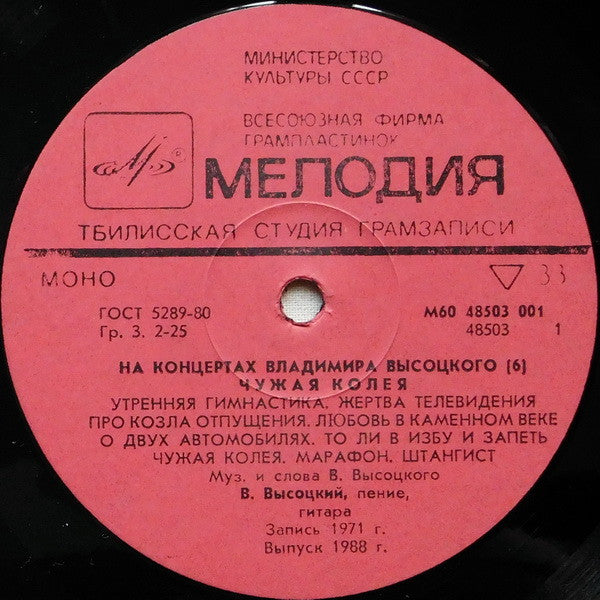 МИНИСТЕРСТВО
КУЛЬТУРЫ СССР
ВСЕСОЮЗНАЯ ФИРМА
ГРАМПЛАСТИНОК
МЕЛОДИЯ
ТБИЛИССКАЯ СТУДИЯ ГРАМЗАПИСИ
МОНО 33
ГОСТ 5289-80 М60 48503 001
Гр. 3. 2-25 48503 1
НА КОНЦЕРТАХ ВЛАДИМИРА ВЫСОЦКОГО (6)
ЧУЖАЯ КОЛЕЯ
УТРЕННЯЯ ГИМНАСТИКА. ЖЕРТВА ТЕЛЕВИДЕНИЯ
ПРО КОЗЛА ОТПУЩЕНИЯ. ЛЮБОВЬ В КАМЕННОМ ВЕКЕ
О ДВУХ АВТОМОБИЛЯХ. ТО ЛИ В ИЗБУ И ЗАПЕТЬ
ЧУЖАЯ КОЛЕЯ. МАРАФОН. ШТАНГИСТ
Муз. и слова В. Высоцкого
В. Высоцкий, пение,
гитара
Запись 1971 г.
Выпуск 1988 г.